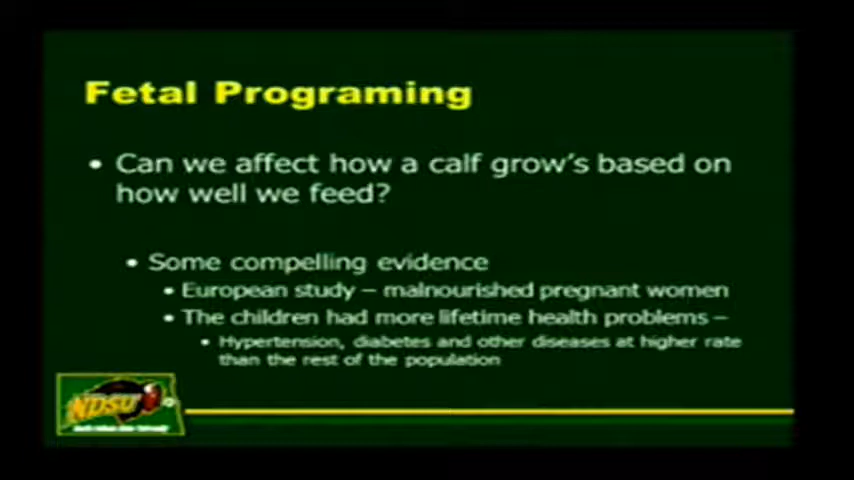 Fetal Programing
• Can we affect how a calf grow's based on
how well we feed?
• Some compelling evidence
• European study – malnourished pregnant women
• The children had more lifetime health problems –
• Hypertension, diabetes and other diseases at higher rate
than the rest of the population
NDSU